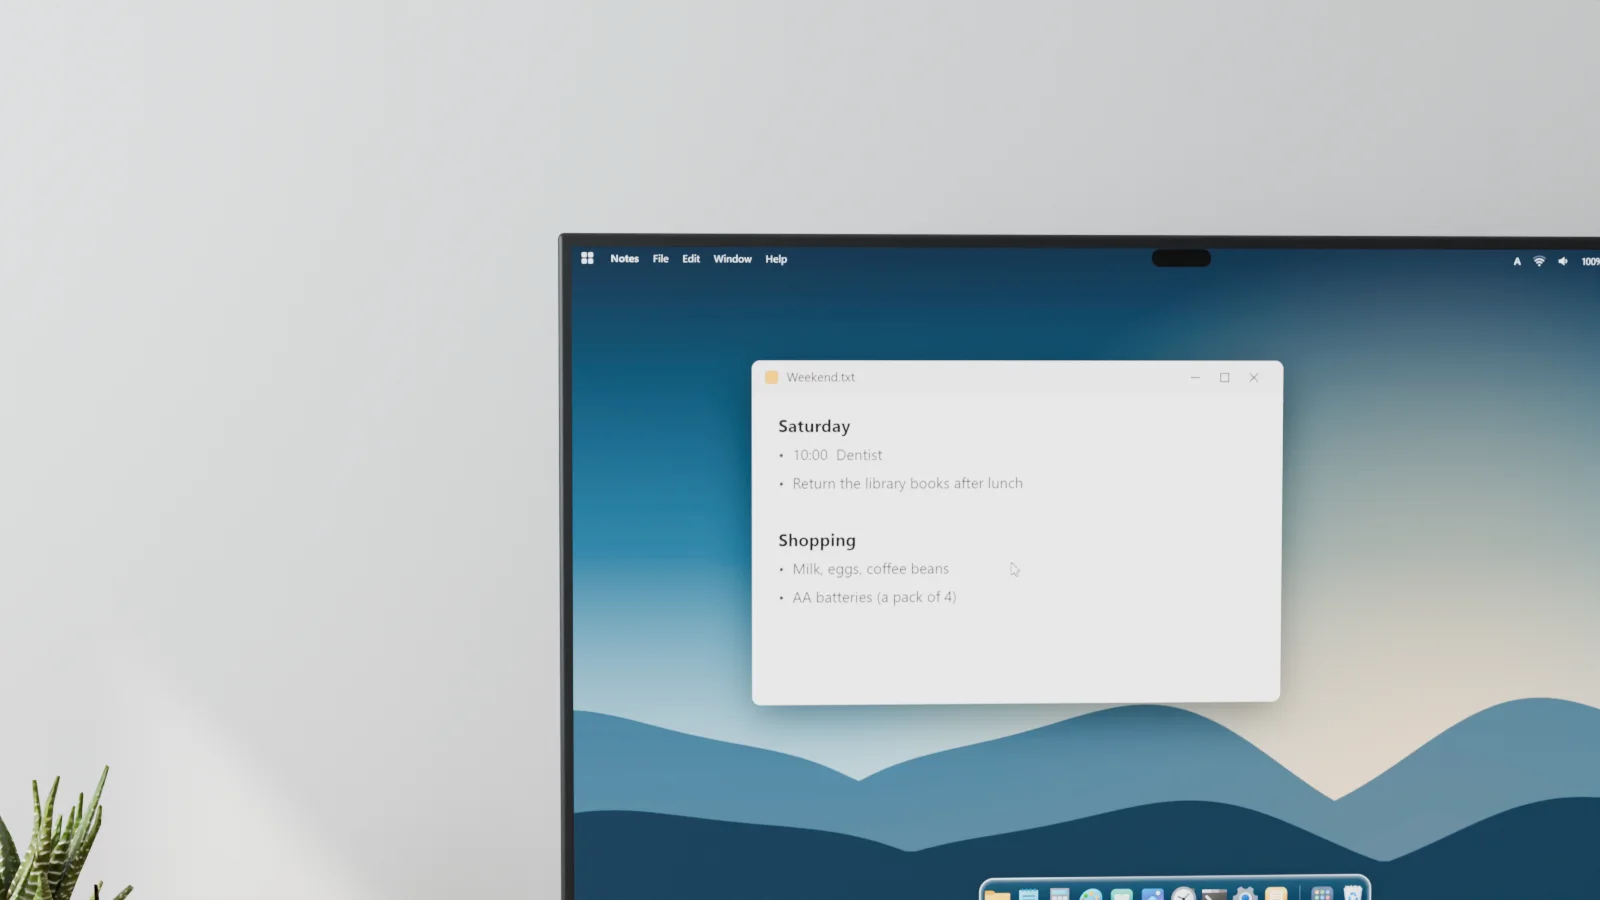 Notes File Edit Window Help
A 100%
Weekend.txt
Saturday
• 10:00 Dentist
• Return the library books after lunch
Shopping
• Milk, eggs, coffee beans
• AA batteries (a pack of 4)